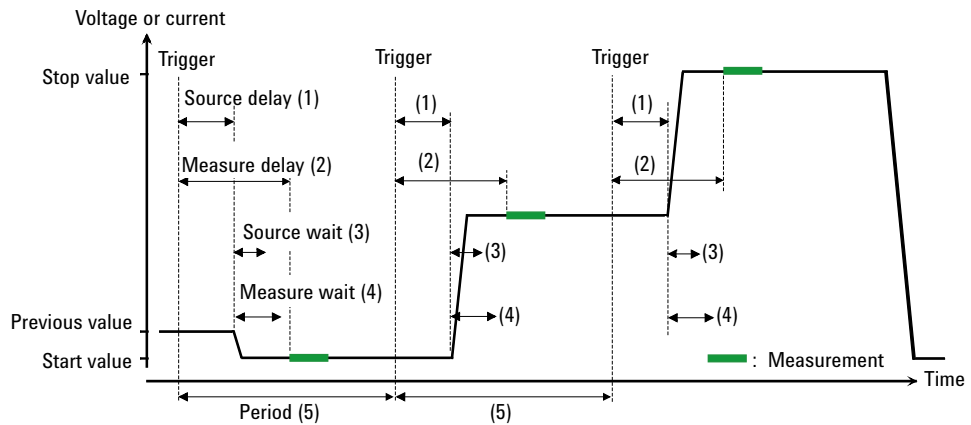 Voltage or current
Trigger Trigger Trigger
Stop value
Source delay (1) (1) (1)
Measure delay (2) (2) (2)
Source wait (3) (3) (3)
Measure wait (4) (4) (4)
Previous value
Start value
: Measurement
Time
Period (5) (5)